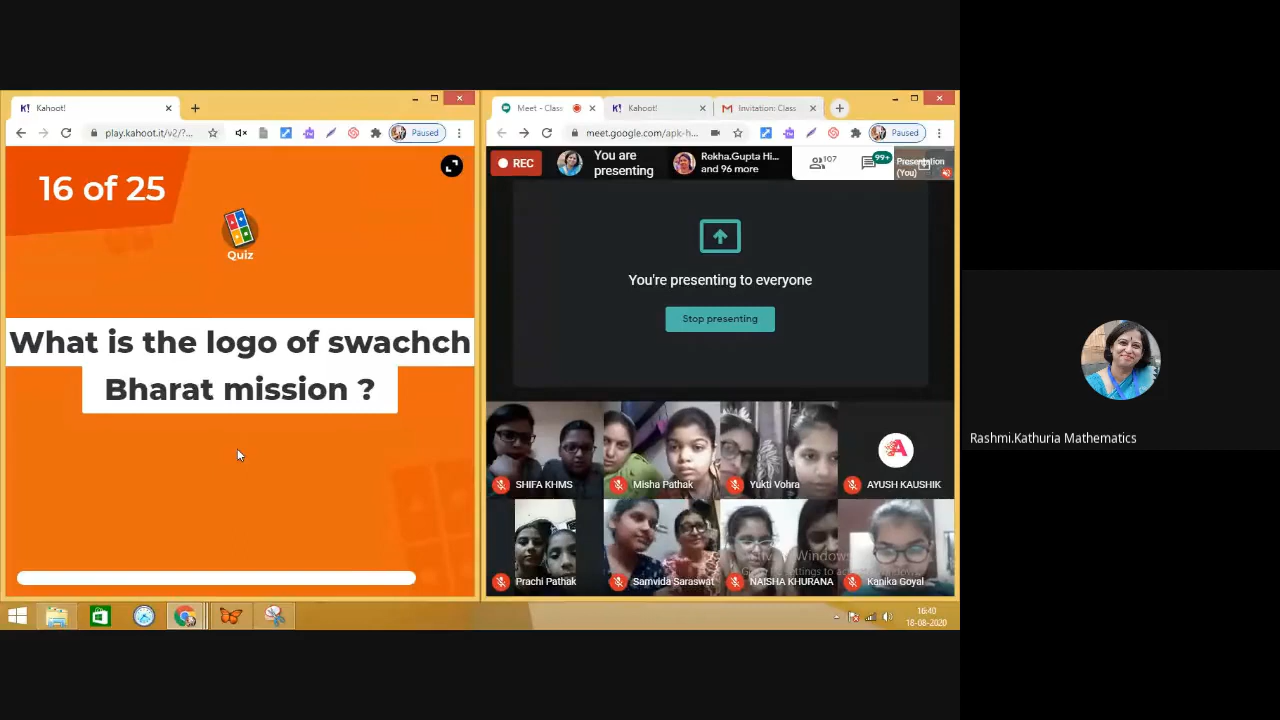 Kahoot!
play.kahoot.it/v2/?...
Paused
16 of 25
Quiz
What is the logo of swachch
Bharat mission ?
Meet - Class
Kahoot!
Invitation: Class
meet.google.com/apk-h...
Paused
REC
You are
presenting
Rekha.Gupta Hi...
and 96 more
107
99+
Presentation
(You)
You're presenting to everyone
Stop presenting
SHIFA KHMS
Misha Pathak
Yukti Vohra
AYUSH KAUSHIK
Prachi Pathak
Samvida Saraswat
NAISHA KHURANA
Kanika Goyal
16:40
18-08-2020
Rashmi.Kathuria Mathematics